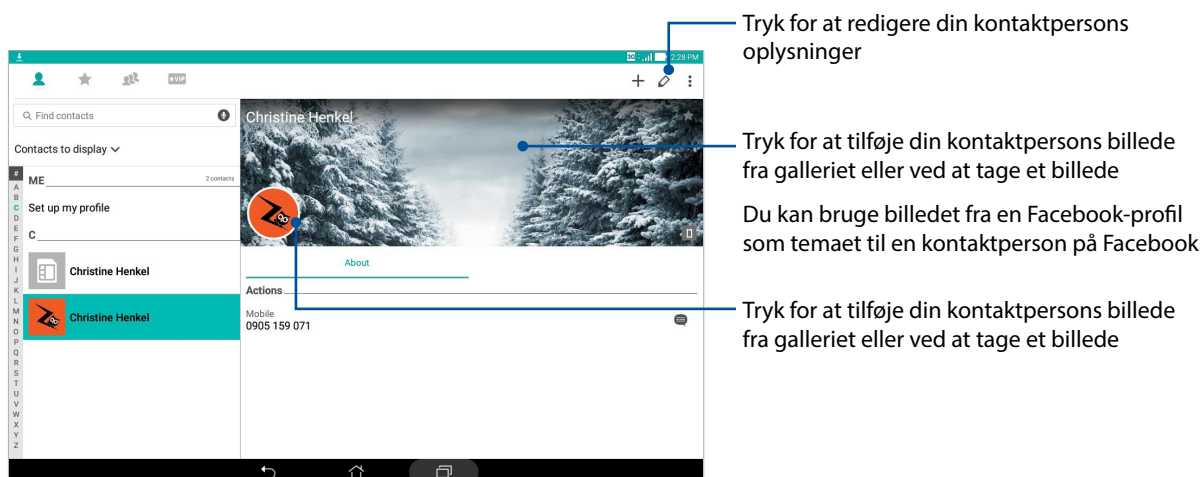 Tryk for at redigere din kontaktpersons
oplysninger
3G 2:28 PM
VIP
Find contacts
Christine Henkel
Contacts to display
Tryk for at tilføje din kontaktpersons billede
fra galleriet eller ved at tage et billede
#
A
B
C
D
E
F
G
H
I
J
K
L
M
N
O
P
Q
R
S
T
U
V
W
X
Y
Z
ME 2 contacts
Set up my profile
C
Christine Henkel
Christine Henkel
Du kan bruge billedet fra en Facebook-profil
som temaet til en kontaktperson på Facebook
About
Actions
Mobile
0905 159 071
Tryk for at tilføje din kontaktpersons billede
fra galleriet eller ved at tage et billede